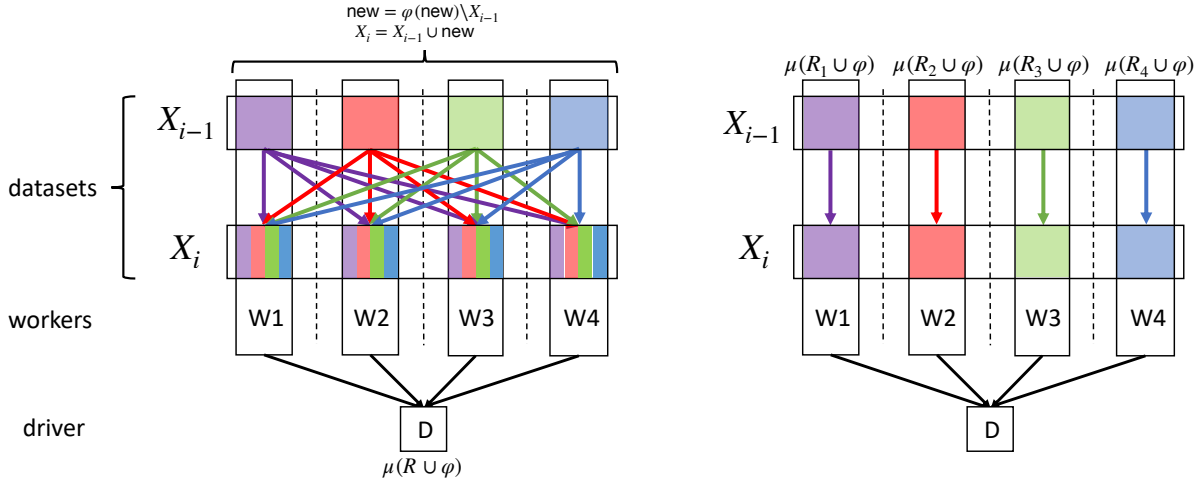 new = φ(new)\X_{i−1}
X_i = X_{i−1} ∪ new
μ(R_1 ∪ φ) μ(R_2 ∪ φ) μ(R_3 ∪ φ) μ(R_4 ∪ φ)
X_{i−1} X_{i−1}
datasets
X_i X_i
workers W1 W2 W3 W4 W1 W2 W3 W4
driver D D
μ(R ∪ φ)